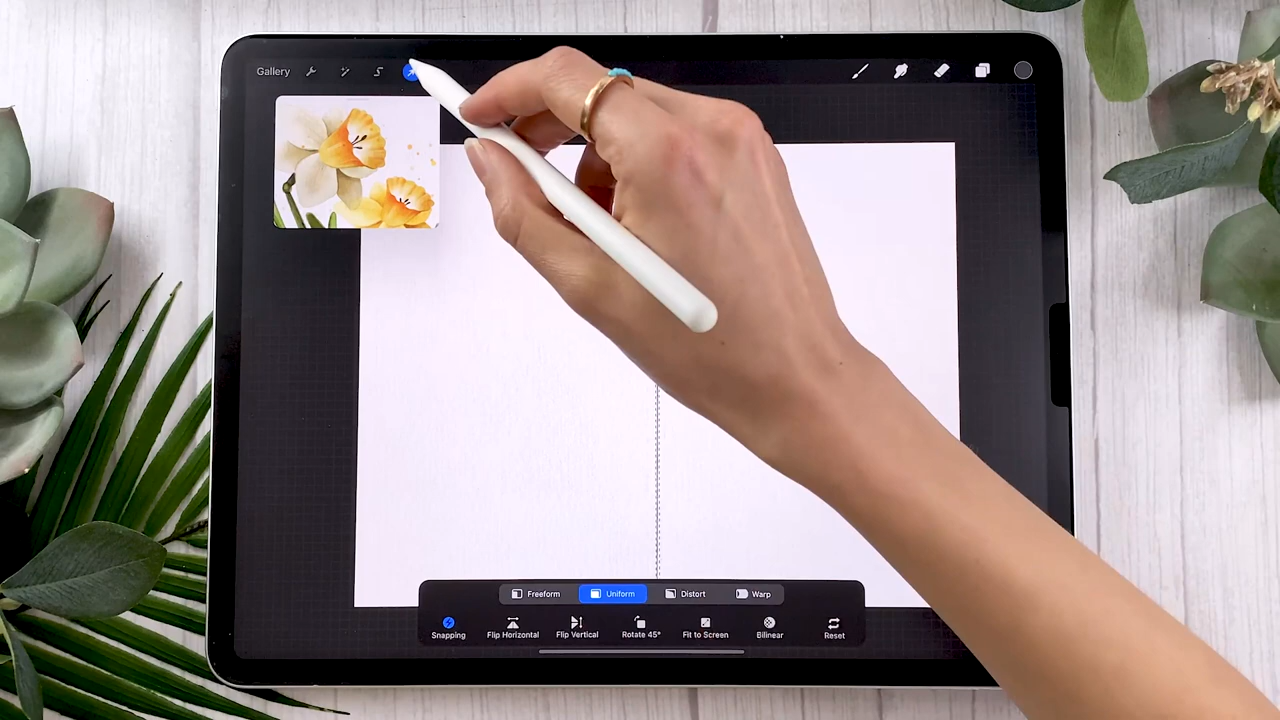 Gallery
Freeform Uniform Distort Warp
Snapping Flip Horizontal Flip Vertical Rotate 45° Fit to Screen Bilinear Reset